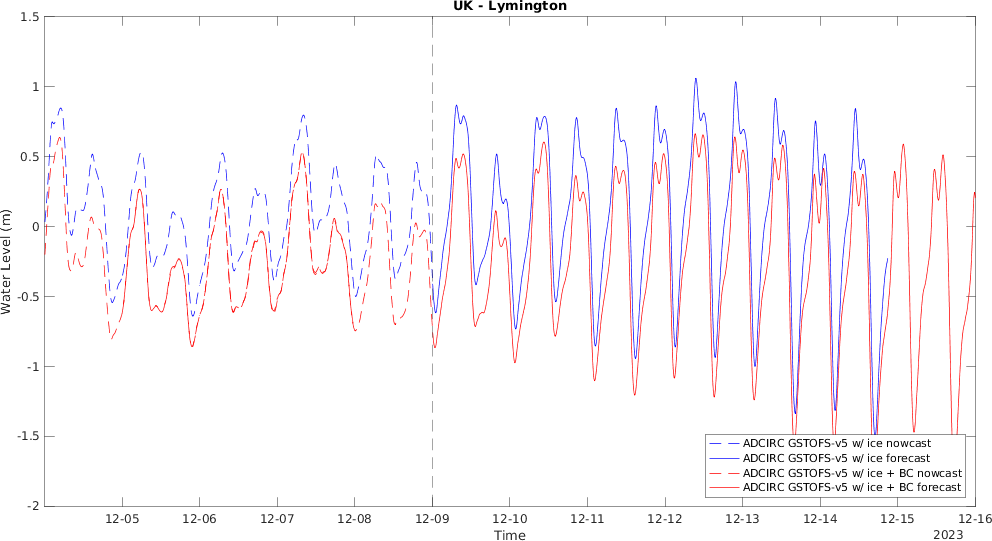 UK - Lymington
1.5
1
0.5
0
-0.5
-1
-1.5
-2
Water Level (m)
12-05 12-06 12-07 12-08 12-09 12-10 12-11 12-12 12-13 12-14 12-15 12-16
Time
2023
ADCIRC GSTOFS-v5 w/ ice nowcast
ADCIRC GSTOFS-v5 w/ ice forecast
ADCIRC GSTOFS-v5 w/ ice + BC nowcast
ADCIRC GSTOFS-v5 w/ ice + BC forecast